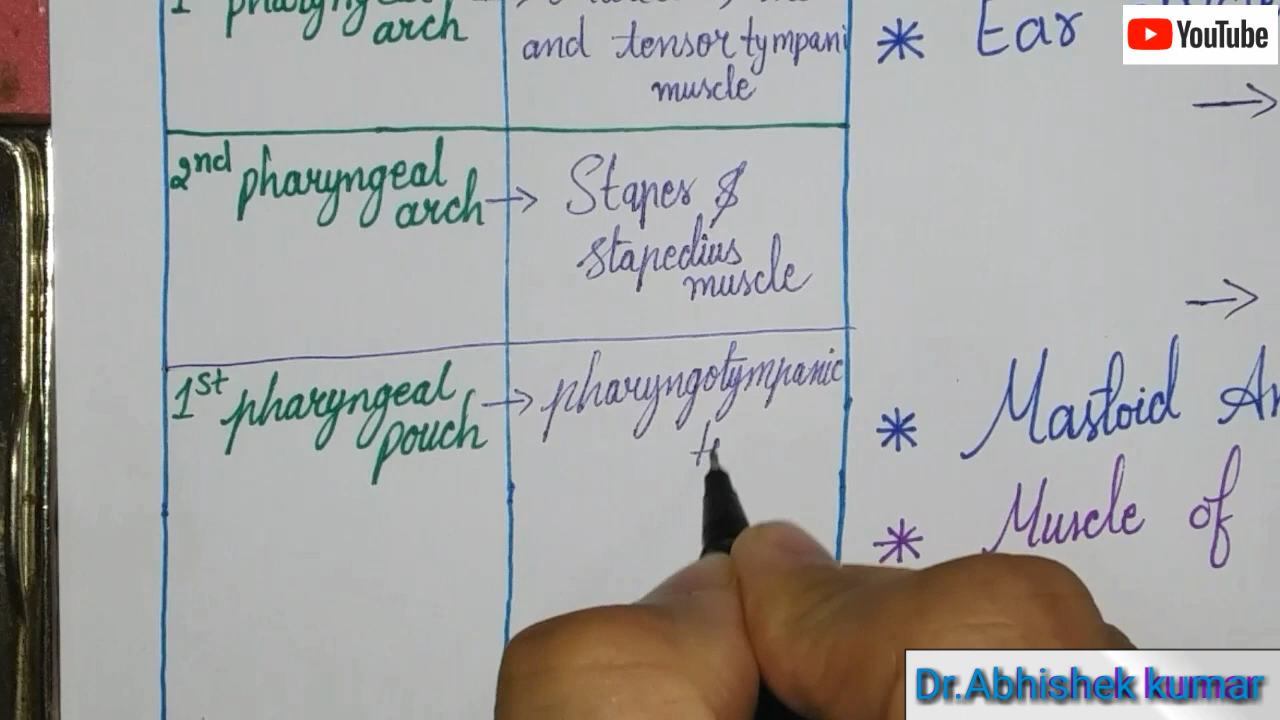 pharyngeal
arch
and tensor tympani
muscle
* Ear
YouTube
2nd pharyngeal
arch → Stapes &
stapedius
muscle
1st pharyngeal
pouch → pharyngotympanic
* Mastoid
* Muscle of
Dr.Abhishek kumar